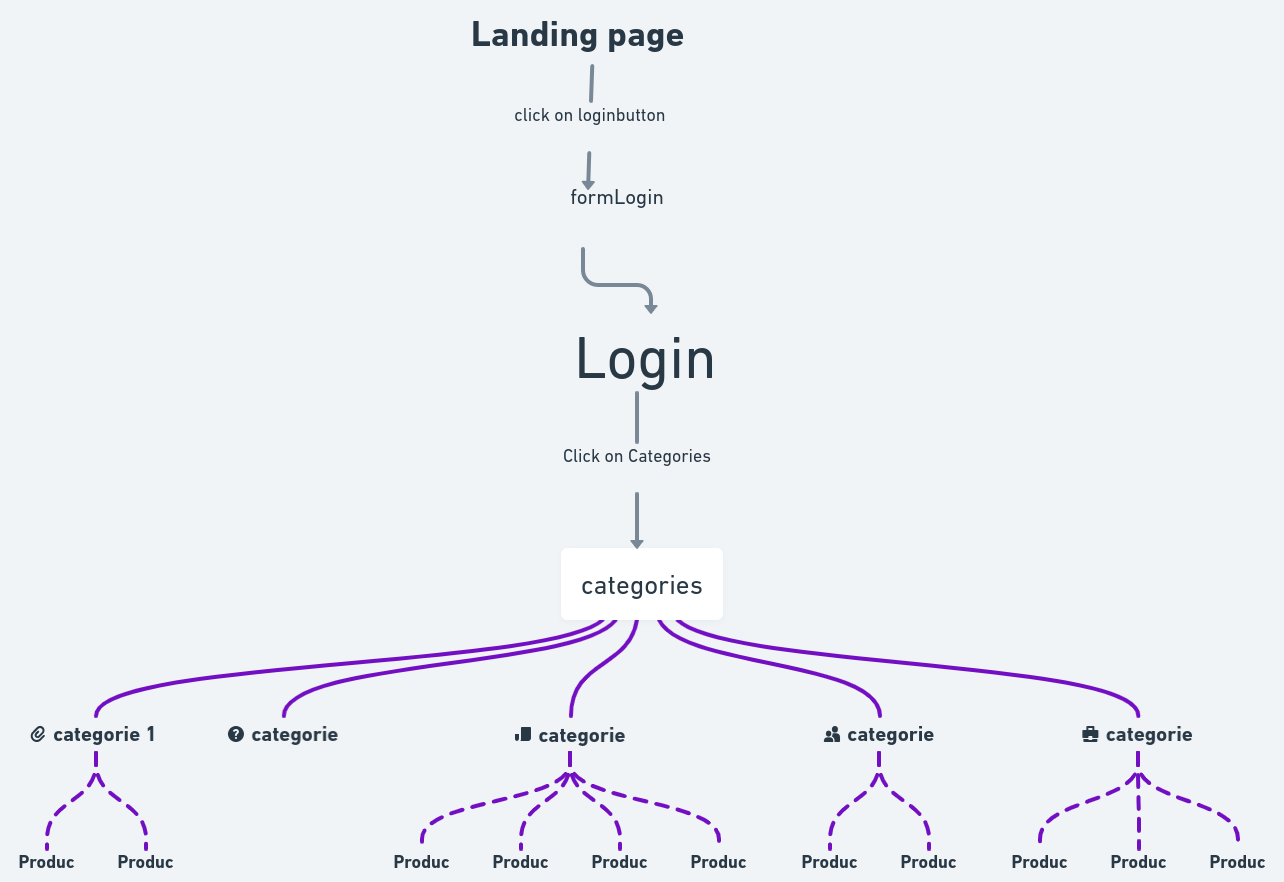 Landing page
click on loginbutton
formLogin
Login
Click on Categories
categories
categorie 1
categorie
categorie
categorie
categorie
Produc
Produc
Produc
Produc
Produc
Produc
Produc
Produc
Produc
Produc
Produc